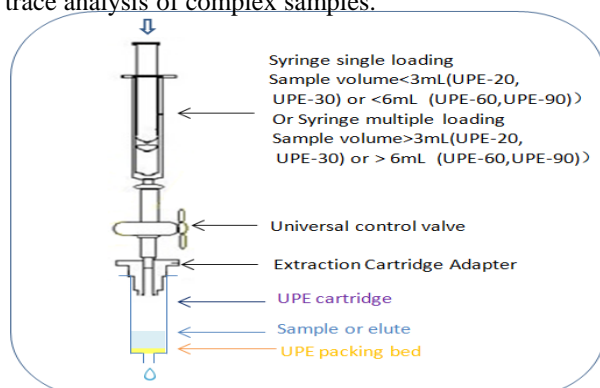 trace analysis of complex samples.
Syringe single loading
Sample volume<3mL(UPE-20,
UPE-30) or <6mL (UPE-60,UPE-90)）
Or Syringe multiple loading
Sample volume>3mL(UPE-20,
UPE-30) or > 6mL (UPE-60,UPE-90)）
Universal control valve
Extraction Cartridge Adapter
UPE cartridge
Sample or elute
UPE packing bed